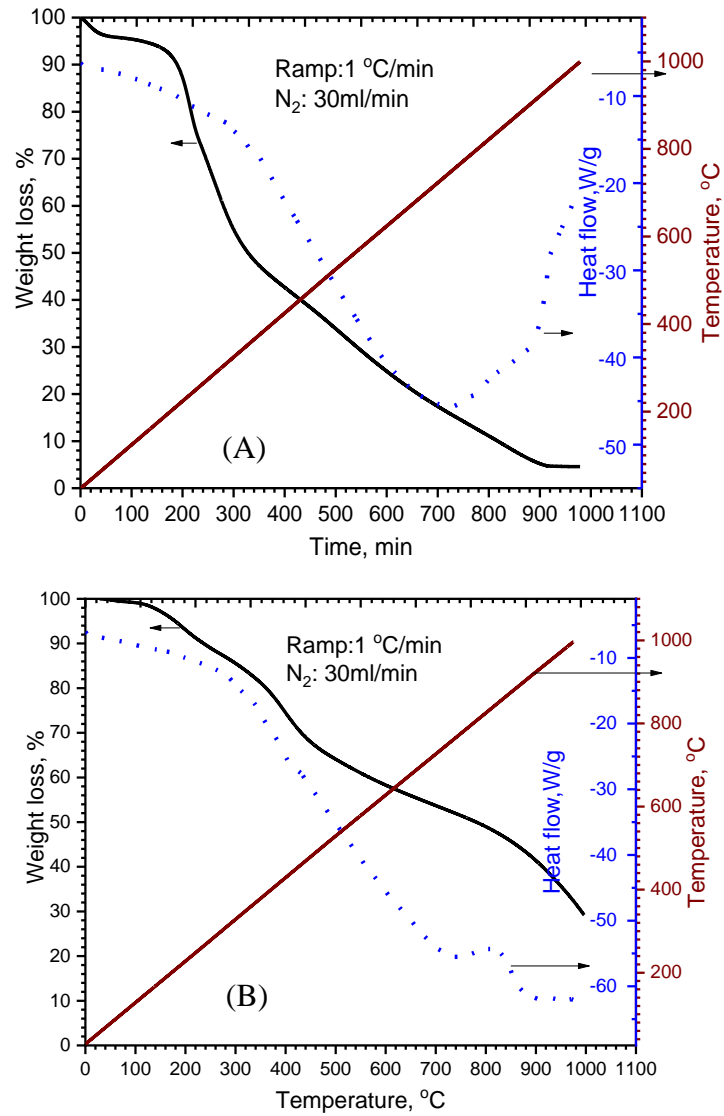 100
90
80
70
60
50
40
30
20
10
0
Weight loss, %
Ramp:1 °C/min
N₂: 30ml/min
(A)
0 100 200 300 400 500 600 700 800 900 1000 1100
Time, min
-10
-20
-30
-40
-50
Heat flow,W/g
1000
800
600
400
200
Temperature, °C
100
90
80
70
60
50
40
30
20
10
0
Weight loss, %
Ramp:1 °C/min
N₂: 30ml/min
(B)
0 100 200 300 400 500 600 700 800 900 1000 1100
Temperature, °C
-10
-20
-30
-40
-50
-60
Heat flow,W/g
1000
800
600
400
200
Temperature, °C